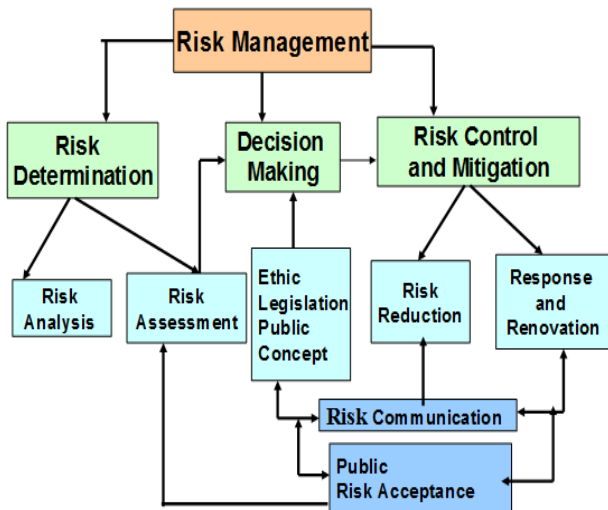 Risk Management
Risk
Determination
Decision
Making
Risk Control
and Mitigation
Risk
Analysis
Risk
Assessment
Ethic
Legislation
Public
Concept
Risk
Reduction
Response
and
Renovation
Risk Communication
Public
Risk Acceptance